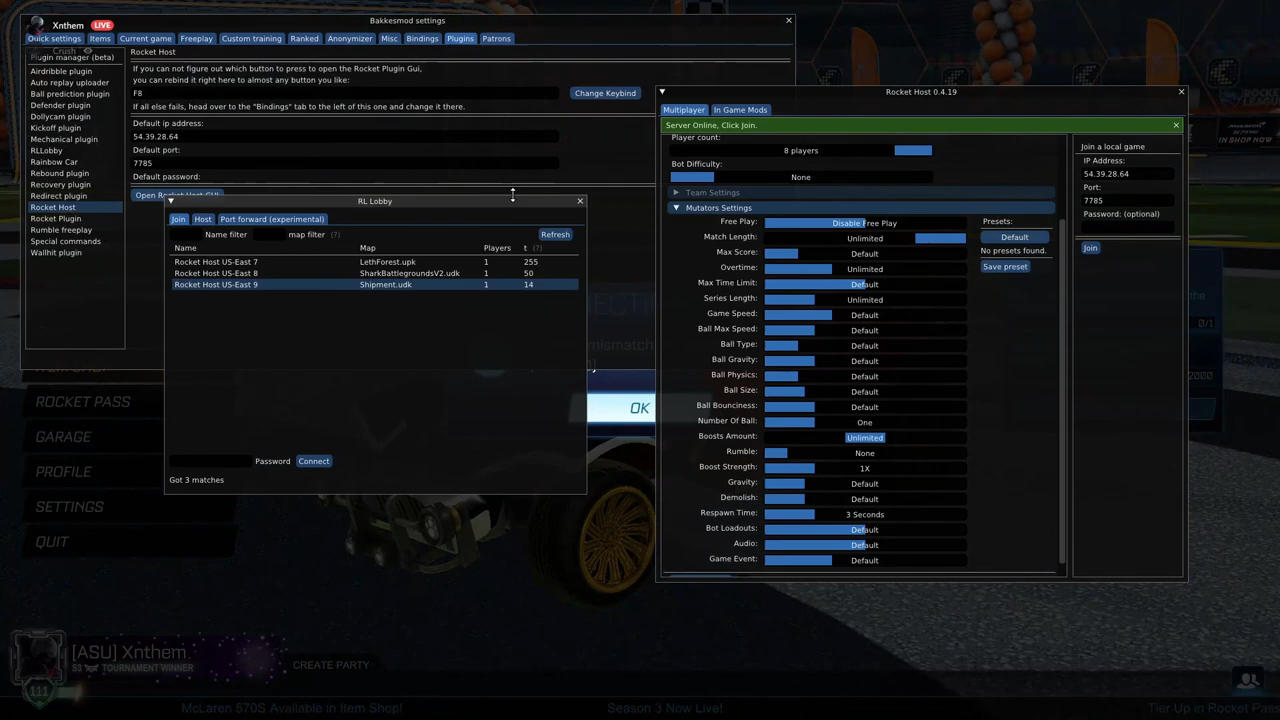 Xnthem LIVE
Crush
Bakkesmod settings
Quick settings Items Current game Freeplay Custom training Ranked Anonymizer Misc Bindings Plugins Patrons
Plugin manager (beta)
Airdribble plugin
Auto replay uploader
Ball prediction plugin
Defender plugin
Dollycam plugin
Kickoff plugin
Mechanical plugin
RLLobby
Rainbow Car
Rebound plugin
Recovery plugin
Redirect plugin
Rocket Host
Rocket Plugin
Rumble freeplay
Special commands
Wallhit plugin
Rocket Host
If you can not figure out which button to press to open the Rocket Plugin Gui,
you can rebind it right here to almost any button you like:
F8 Change Keybind
If all else fails, head over to the "Bindings" tab to the left of this one and change it there.
Default ip address:
54.39.28.64
Default port:
7785
Default password:
Open Rocket Host GUI
RL Lobby
Join Host Port forward (experimental)
Name filter map filter (?) Refresh
Name Map Players t (?)
Rocket Host US-East 7 LethForest.upk 1 255
Rocket Host US-East 8 SharkBattlegroundsV2.udk 1 50
Rocket Host US-East 9 Shipment.udk 1 14
Password Connect
Got 3 matches
Rocket Host 0.4.19
Multiplayer In Game Mods
Server Online, Click Join.
Player count:
8 players
Bot Difficulty:
None
Team Settings
Mutators Settings
Free Play: Disable Free Play
Match Length: Unlimited
Max Score: Default
Overtime: Unlimited
Max Time Limit: Default
Series Length: Unlimited
Game Speed: Default
Ball Max Speed: Default
Ball Type: Default
Ball Gravity: Default
Ball Physics: Default
Ball Size: Default
Ball Bounciness: Default
Number Of Ball: One
Boosts Amount: Unlimited
Rumble: None
Boost Strength: 1X
Gravity: Default
Demolish: Default
Respawn Time: 3 Seconds
Bot Loadouts: Default
Audio: Default
Game Event: Default
Presets:
Default
No presets found.
Save preset
Join a local game
IP Address:
54.39.28.64
Port:
7785
Password: (optional)
Join
mismatch
OK
ROCKET PASS
GARAGE
PROFILE
SETTINGS
QUIT
[ASU] Xnthem
S3 TOURNAMENT WINNER
111
CREATE PARTY
McLaren 570S Available in Item Shop!
Season 3 Now Live!
Tier Up in Rocket Pass